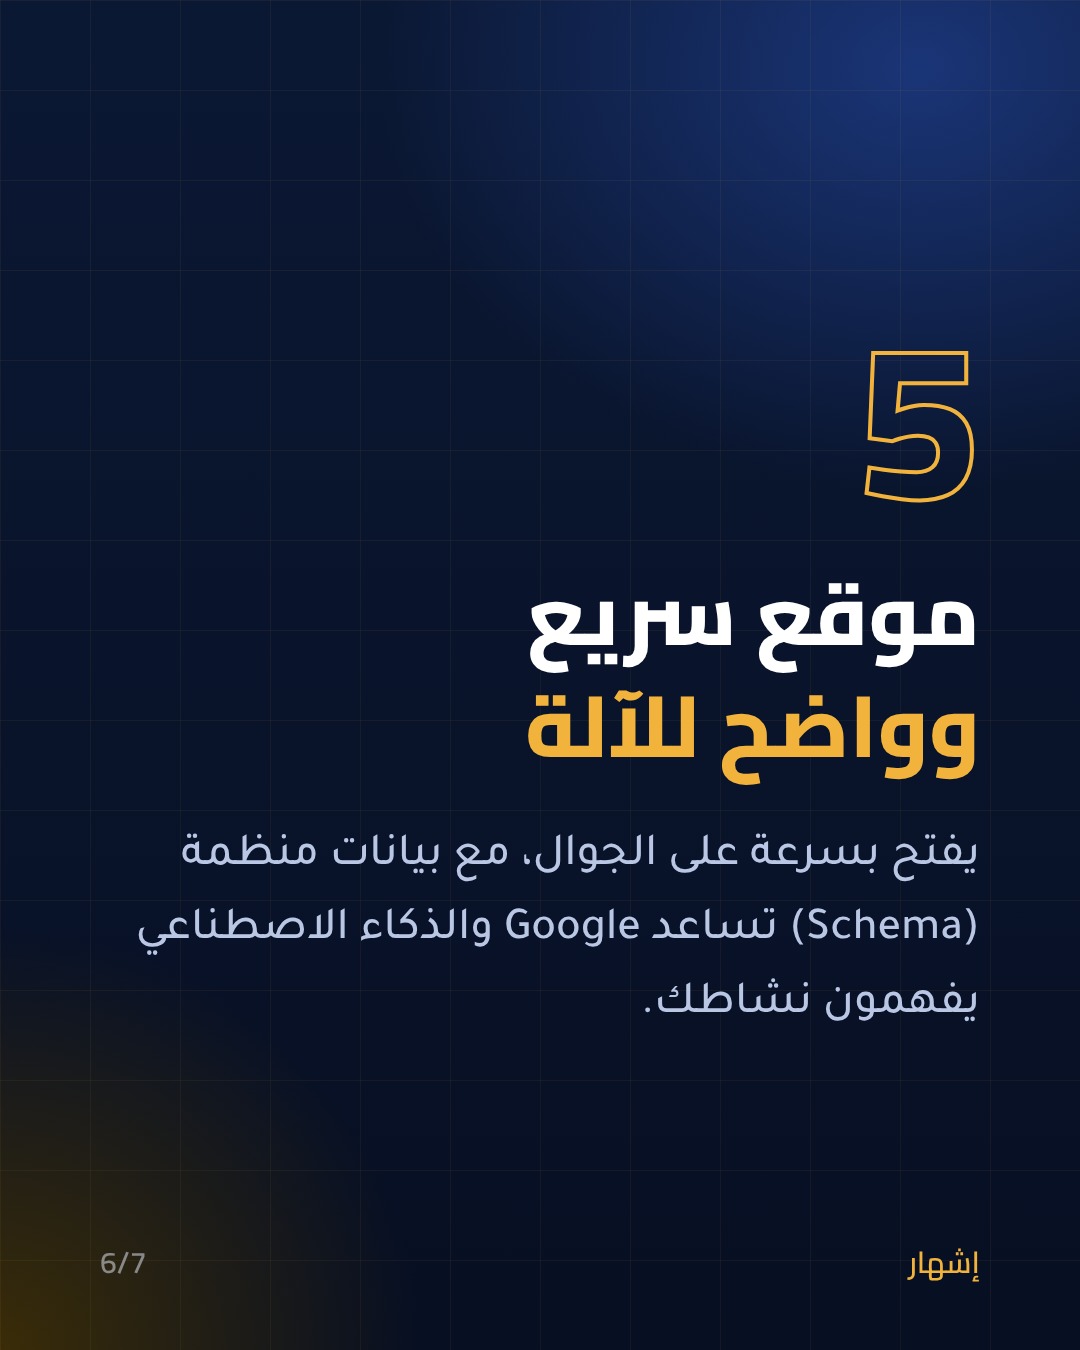 5
موقع سريع
وواضح للآلة
يفتح بسرعة على الجوال، مع بيانات منظمة
(Schema) تساعد Google والذكاء الاصطناعي
يفهمون نشاطك.
إشهار
6/7